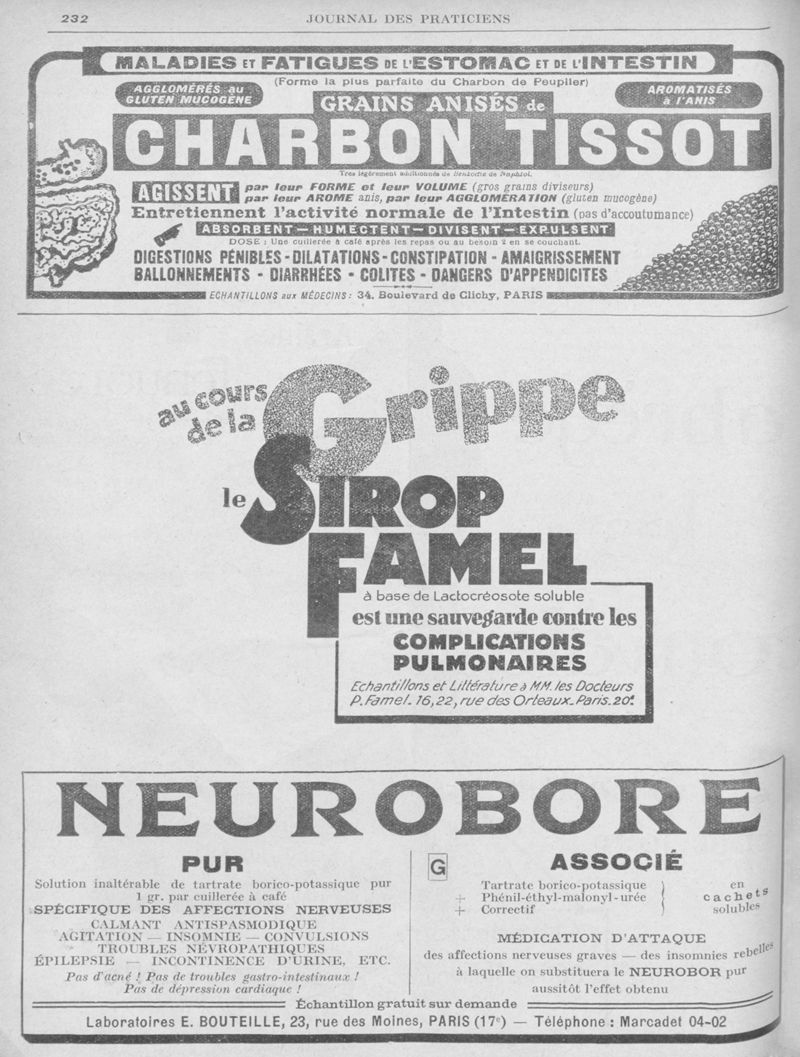 232
JOURNAL DES PRATICIENS
MALADIES ET FATIGUES DE L'ESTOMAC ET DE L'INTESTIN
(Forme la plus parfaite du Charbon de Peuplier)
AGGLOMÉRÉS au
GLUTEN MUCOGÈNE
AROMATISÉS
à l'ANIS
GRAINS ANISÉS de
CHARBON TISSOT
Très légèrement additionnés de Benzoate de Naphtol.
AGISSENT par leur FORME et leur VOLUME (gros grains diviseurs)
par leur AROME anis, par leur AGGLOMÉRATION (gluten mucogène)
Entretiennent l'activité normale de l'Intestin (pas d'accoutumance)
ABSORBENT — HUMECTENT — DIVISENT — EXPULSENT
DOSE : Une cuillerée à café après les repas ou au besoin 2 en se couchant.
DIGESTIONS PÉNIBLES - DILATATIONS - CONSTIPATION - AMAIGRISSEMENT
BALLONNEMENTS - DIARRHÉES - COLITES - DANGERS D'APPENDICITES
ECHANTILLONS aux MÉDECINS : 34. Boulevard de Clichy, PARIS
au cours
de la
Grippe
le SIROP
FAMEL
à base de Lactocréosote soluble
est une sauvegarde contre les
COMPLICATIONS
PULMONAIRES
Echantillons et Littérature à MM. les Docteurs
P. Famel. 16,22, rue des Orteaux. Paris. 20e.
NEUROBORE
PUR
Solution inaltérable de tartrate borico-potassique pur
1 gr. par cuillerée à café
SPÉCIFIQUE DES AFFECTIONS NERVEUSES
CALMANT ANTISPASMODIQUE
AGITATION — INSOMNIE — CONVULSIONS
TROUBLES NÉVROPATHIQUES
ÉPILEPSIE — INCONTINENCE D'URINE, ETC.
Pas d'acné ! Pas de troubles gastro-intestinaux !
Pas de dépression cardiaque !
G
ASSOCIÉ
Tartrate borico-potassique
+ Phénil-éthyl-malonyl-urée
+ Correctif
en
cachets
solubles
MÉDICATION D'ATTAQUE
des affections nerveuses graves — des insomnies rebelles
à laquelle on substituera le NEUROBOR pur
aussitôt l'effet obtenu
Échantillon gratuit sur demande
Laboratoires E. BOUTEILLE, 23, rue des Moines, PARIS (17e) — Téléphone : Marcadet 04-02